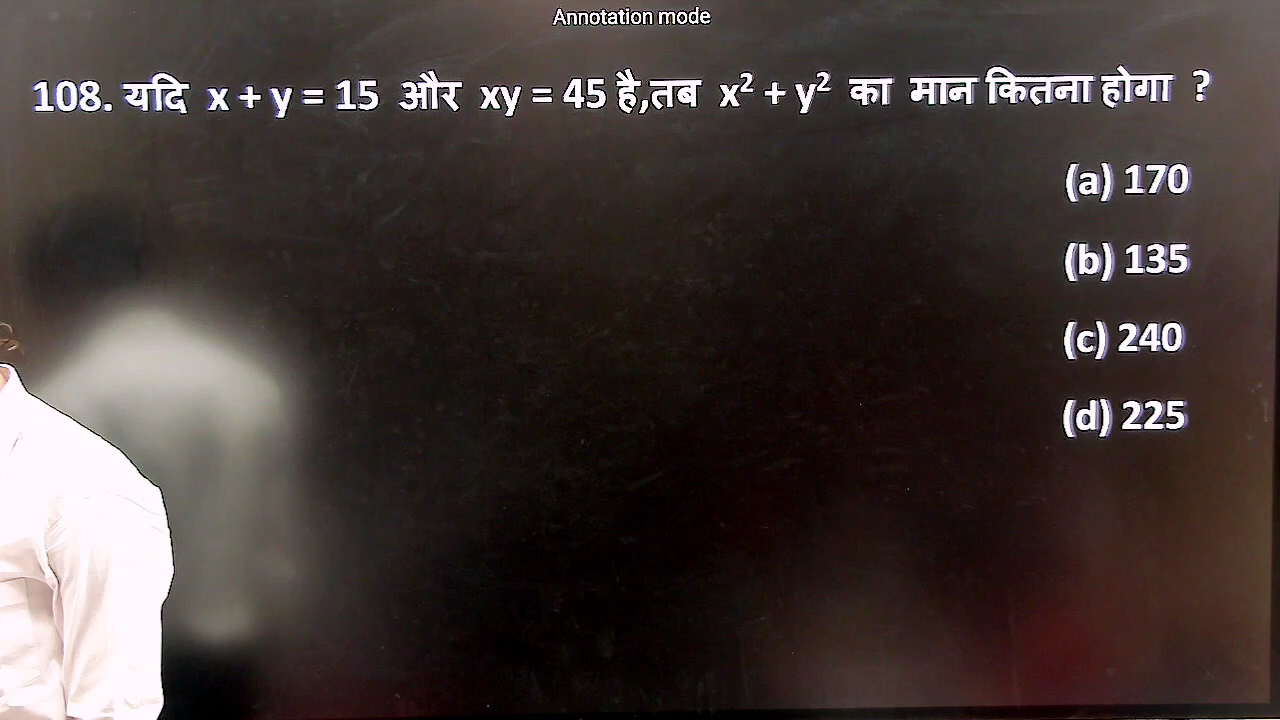 Annotation mode
108. यदि x + y = 15 और xy = 45 है,तब x² + y² का मान कितना होगा ?
(a) 170
(b) 135
(c) 240
(d) 225